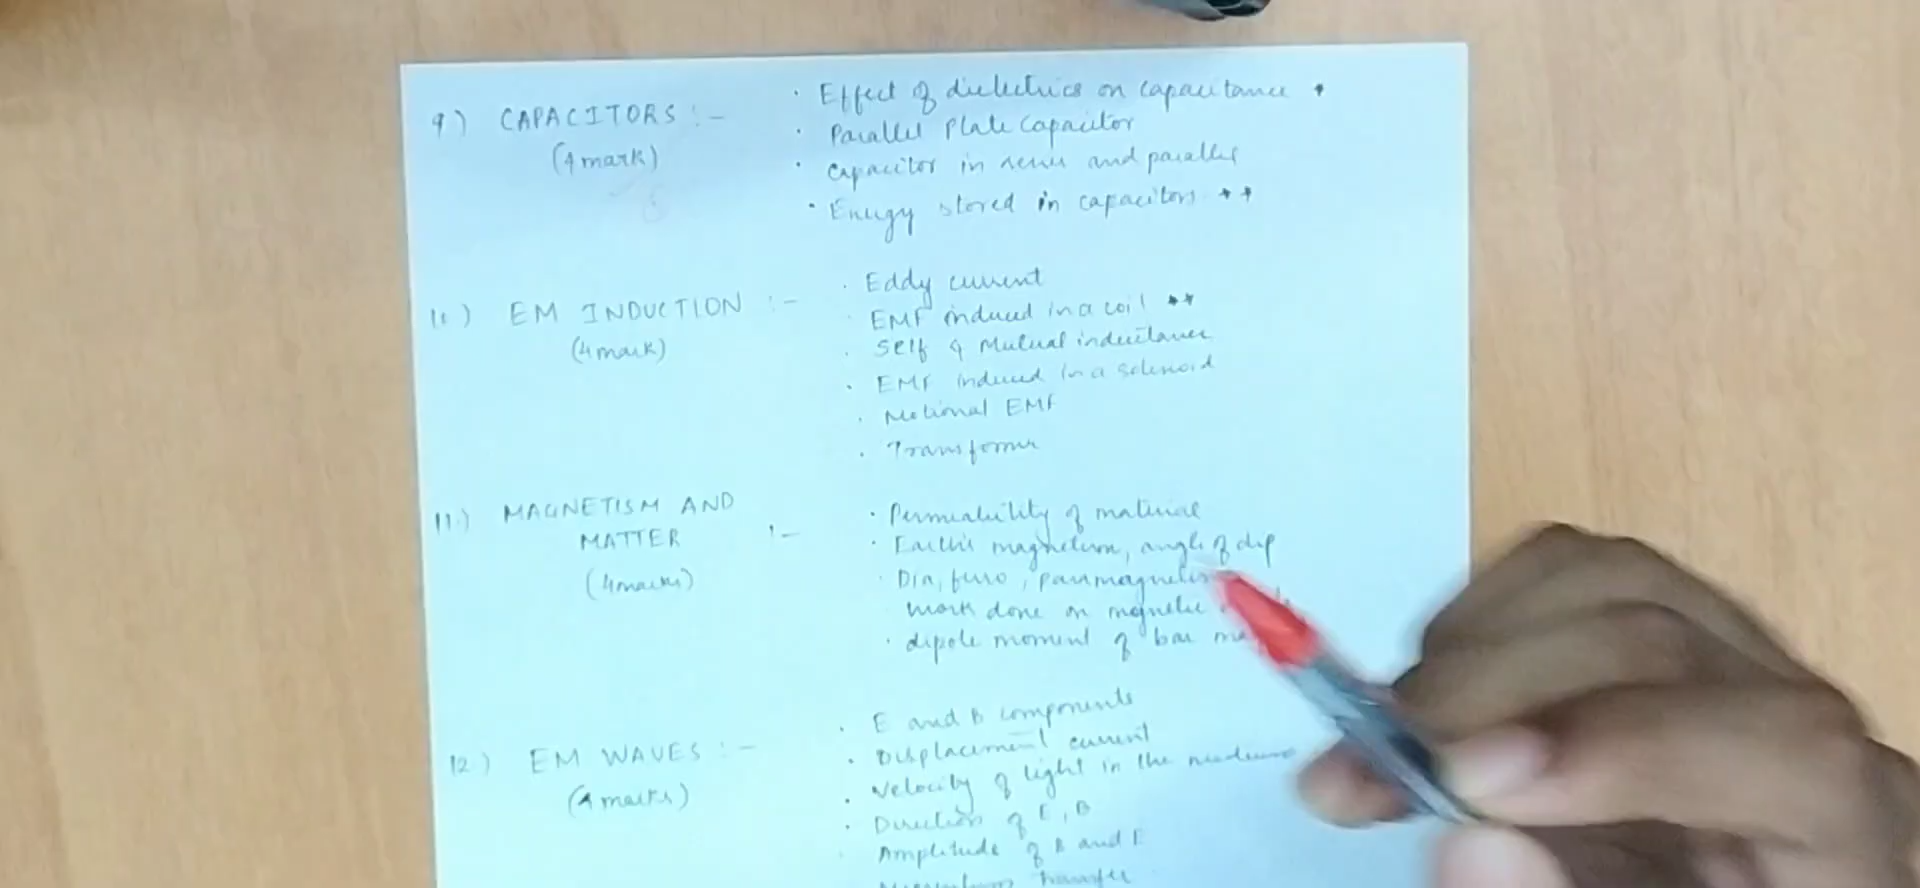 9) CAPACITORS :-
(4 mark)
· Effect of dielectrics on capacitance *
· Parallel Plate Capacitor
· Capacitor in series and parallel
· Energy stored in capacitors **
10) EM INDUCTION :-
(4 mark)
· Eddy current
· EMF induced in a coil **
· Self & Mutual inductance
· EMF induced in a solenoid
· Motional EMF
· Transformer
11.) MAGNETISM AND
MATTER :-
(4 marks)
· Permeability of material
· Earth's magnetism, angle of dip
· Dia, ferro, paramagnetism
work done on magnetic
· dipole moment of bar
12) EM WAVES :-
(4 marks)
· E and B components
· Displacement current
· Velocity of light in the medium
· Direction of E, B
· Amplitude of B and E
transfer